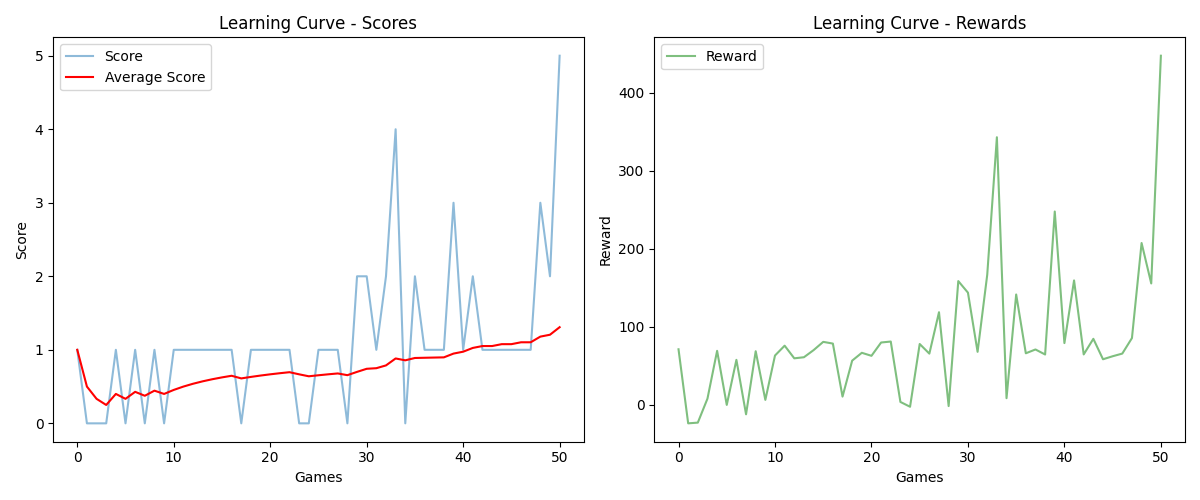 Learning Curve - Scores
Score
Average Score
Score
5
4
3
2
1
0
0 10 20 30 40 50
Games
Learning Curve - Rewards
Reward
Reward
400
300
200
100
0
0 10 20 30 40 50
Games